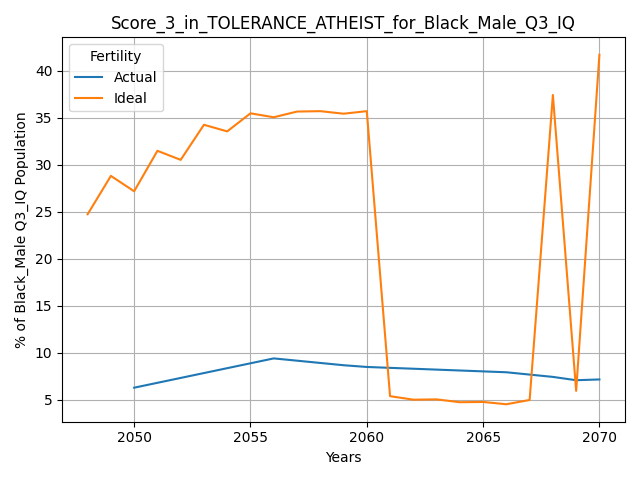 Score_3_in_TOLERANCE_ATHEIST_for_Black_Male_Q3_IQ
Fertility
Actual
Ideal
% of Black_Male Q3_IQ Population
40
35
30
25
20
15
10
5
2050
2055
2060
2065
2070
Years